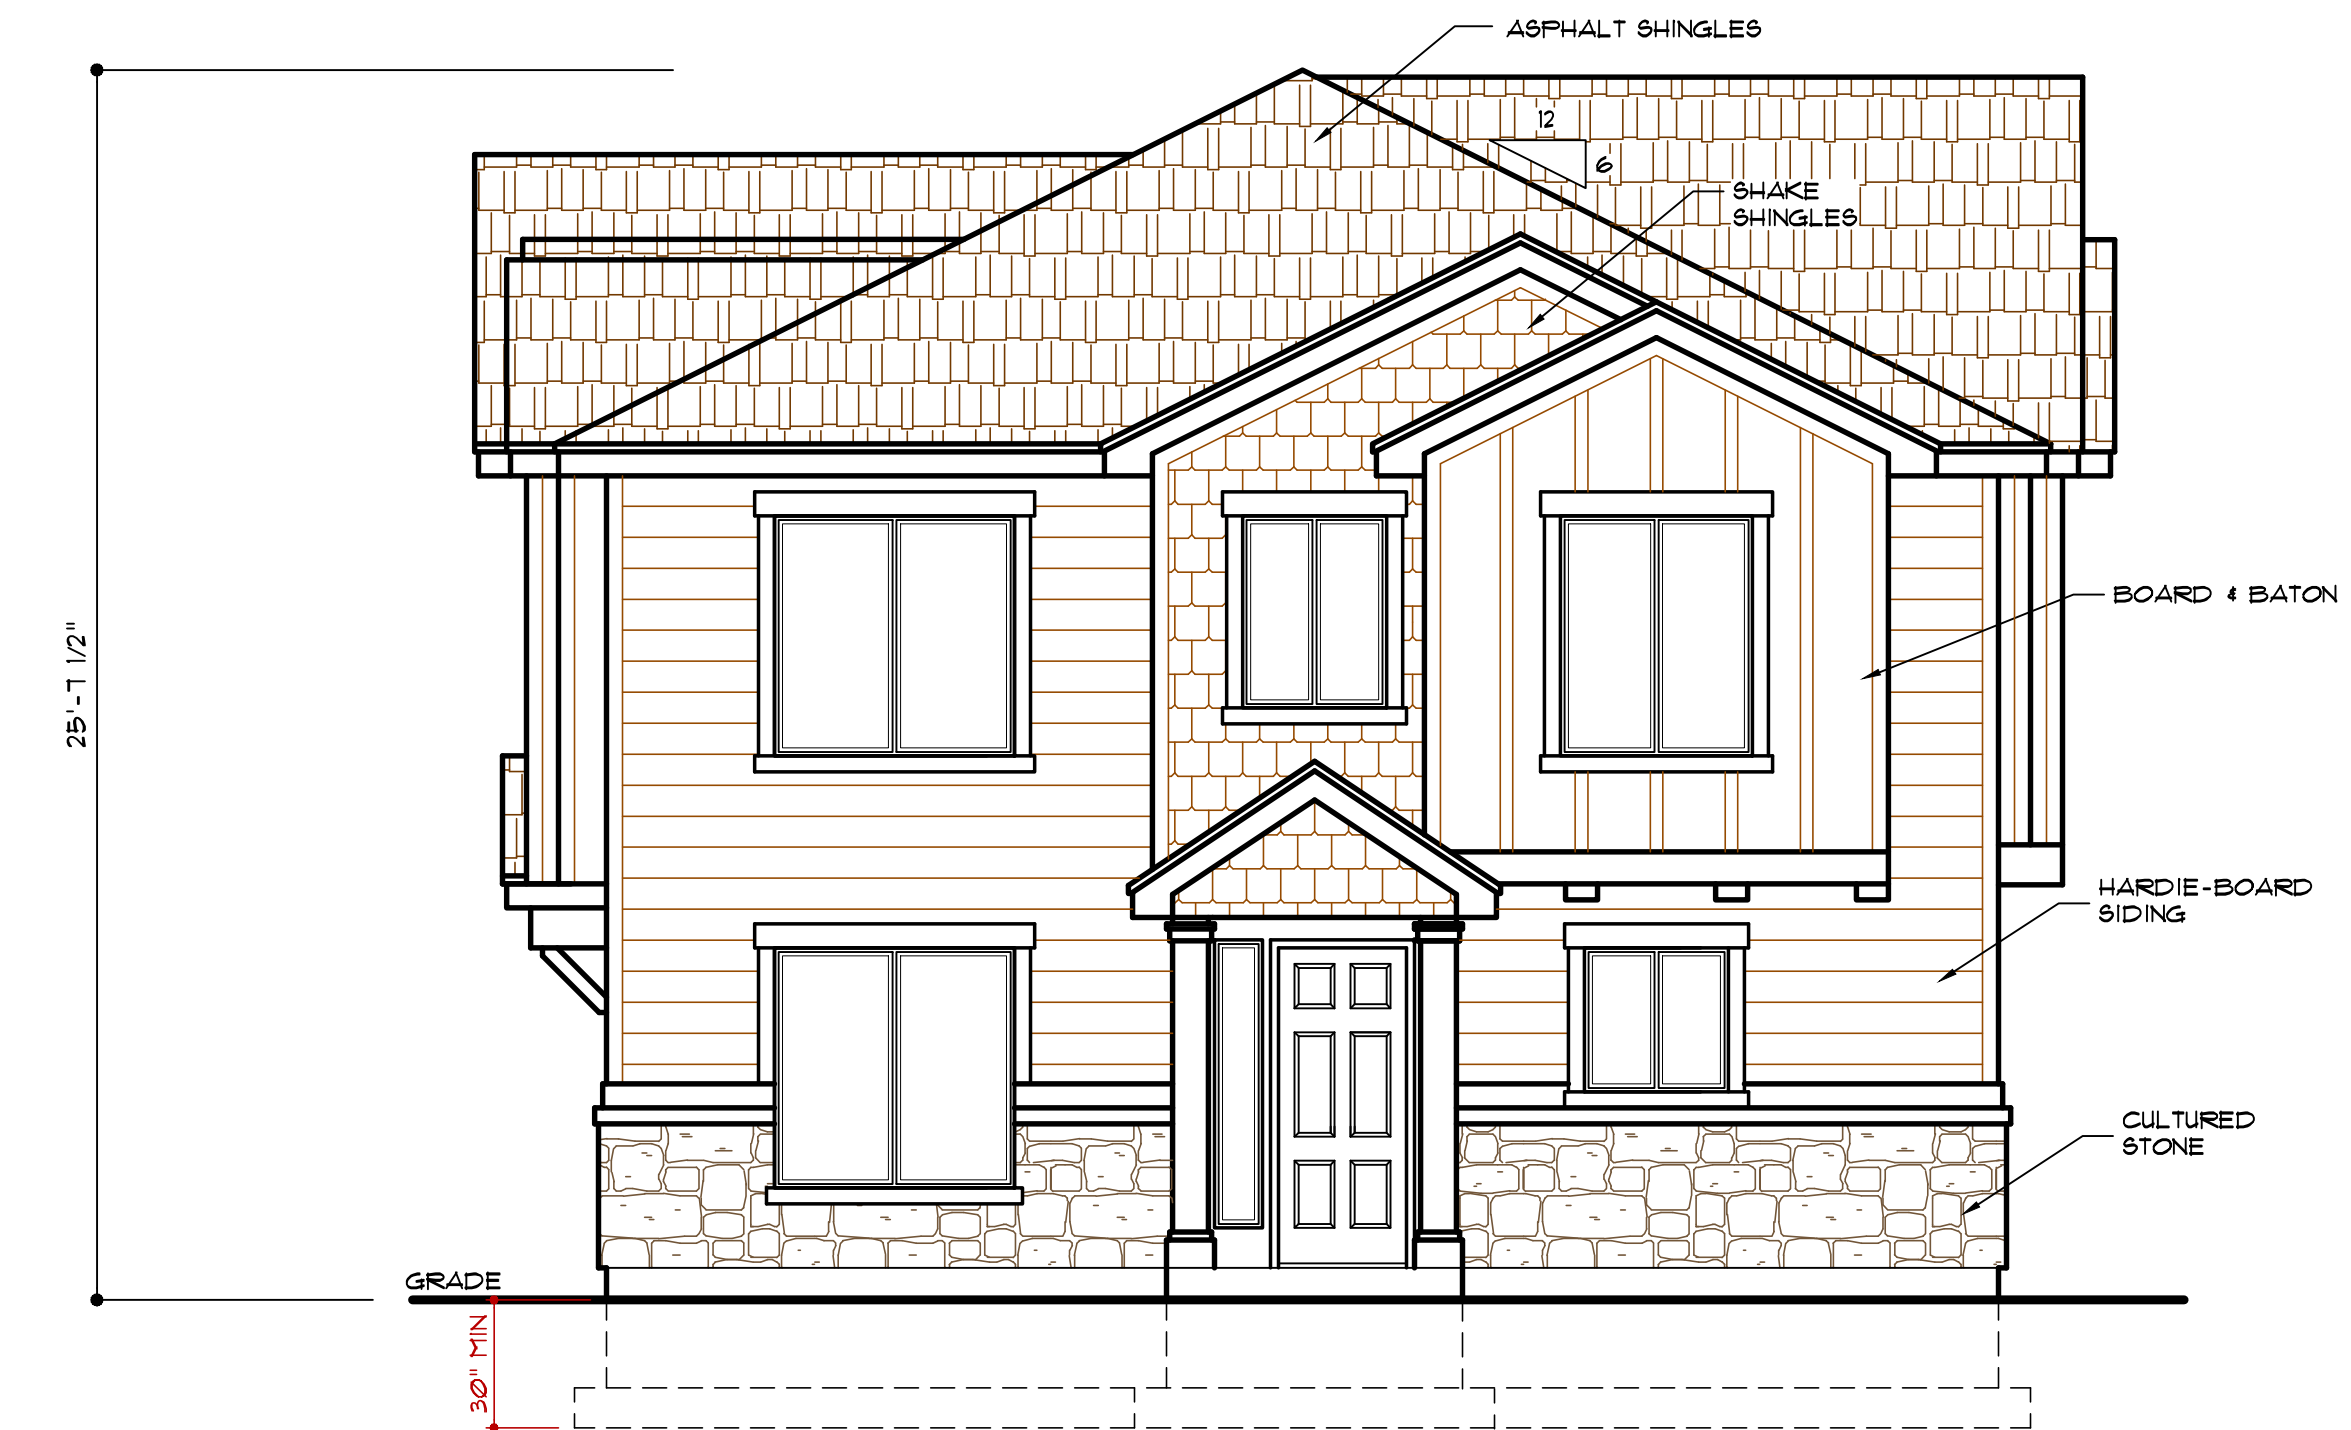 ASPHALT SHINGLES
12
6
SHAKE
SHINGLES
25'-7 1/2"
BOARD & BATON
HARDIE-BOARD
SIDING
CULTURED
STONE
GRADE
30" MIN